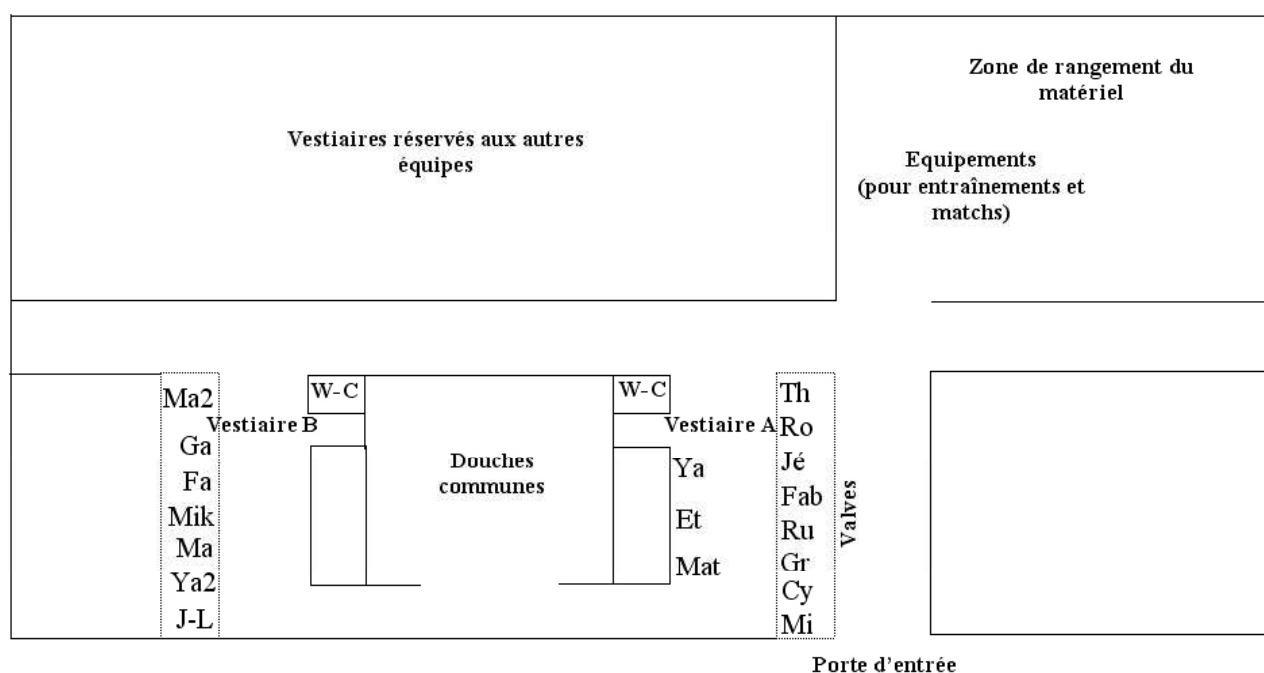 Zone de rangement du
matériel
Vestiaires réservés aux autres
équipes
Equipements
(pour entraînements et
matchs)
Ma2
Vestiaire B
Ga
Fa
Mik
Ma
Ya2
J-L
W-C
Douches
communes
W-C
Vestiaire A
Ya
Et
Mat
Th
Ro
Jé
Fab
Ru
Gr
Cy
Mi
Valves
Porte d'entrée